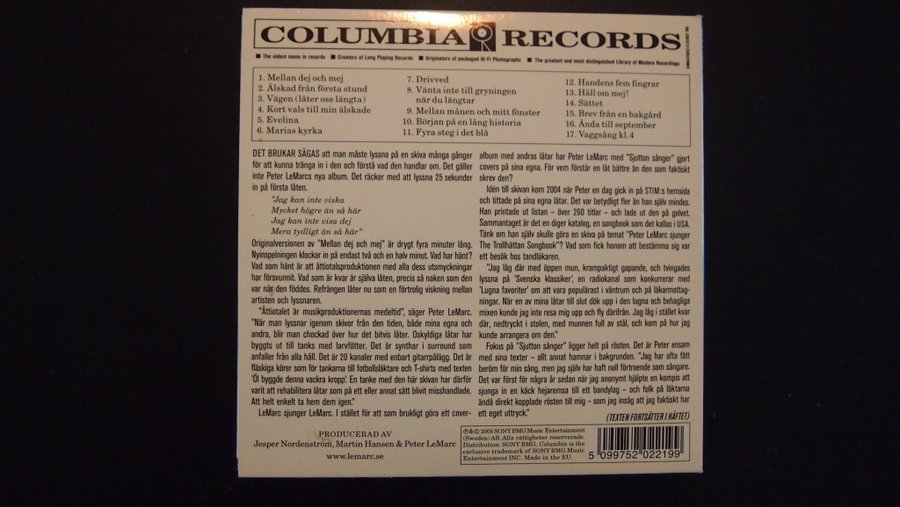 COLUMBIA RECORDS
■ The oldest name in records ■ Creators of Long Playing Records ■ Originators of packaged Hi-Fi Phonographs ■ The greatest and most distinguished Library of Modern Recordings
1. Mellan dej och mej
2. Älskad från första stund
3. Vägen (låter oss längta)
4. Kort vals till min älskade
5. Evelina
6. Marias kyrka
7. Drivved
8. Vänta inte till gryningen
när du längtar
9. Mellan månen och mitt fönster
10. Början på en lång historia
11. Fyra steg i det blå
12. Handens fem fingrar
13. Håll om mej!
14. Sättet
15. Brev från en bakgård
16. Ända till september
17. Vaggsång kl.4
DET BRUKAR SÄGAS att man måste lyssna på en skiva många gånger
för att kunna tränga in i den och förstå vad den handlar om. Det gäller
inte Peter LeMarcs nya album. Det räcker med att lyssna 25 sekunder
in på första låten.
"Jag kan inte viska
Mycket högre än så här
Jag kan inte visa dej
Mera tydligt än så här"
Originalversionen av "Mellan dej och mej" är drygt fyra minuter lång.
Nyinspelningen klockar in på endast två och en halv minut. Vad har hänt?
Vad som hänt är att åttiotalsproduktionen med alla dess utsmyckningar
har försvunnit. Vad som är kvar är själva låten, precis så naken som den
var när den föddes. Refrängen låter nu som en förtrolig viskning mellan
artisten och lyssnaren.
"Åttiotalet är musikproduktionernas medeltid", säger Peter LeMarc.
"När man lyssnar igenom skivor från den tiden, både mina egna och
andra, blir man chockad över hur det bitvis låter. Oskyldiga låtar har
byggts ut till tanks med larvfötter. Det är synthar i surround som
anfaller från alla håll. Det är 20 kanaler med enbart gitarrpålägg. Det är
fläskiga körer som för tankarna till fotbollsläktare och T-shirts med texten
'Öl byggde denna vackra kropp'. En tanke med den här skivan har därför
varit att rehabilitera låtar som på ett eller annat sätt blivit misshandlade.
Att helt enkelt ta hem dem igen."
LeMarc sjunger LeMarc. I stället för att som brukligt göra ett cover-
album med andras låtar har Peter LeMarc med "Sjutton sånger" gjort
covers på sina egna. För vem förstår en låt bättre än den som faktiskt
skrev den?
Idén till skivan kom 2004 när Peter en dag gick in på STIM:s hemsida
och tittade på sina egna låtar. Det var betydligt fler än han själv mindes.
Han printade ut listan – över 260 titlar – och lade ut den på golvet.
Sammantaget är det en diger katalog, en songbook som det kallas i USA.
Tänk om han själv skulle göra en skiva på temat "Peter LeMarc sjunger
The Trollhättan Songbook"? Vad som fick honom att bestämma sig var
ett besök hos tandläkaren.
"Jag låg där med öppen mun, krampaktigt gapande, och tvingades
lyssna på 'Svenska klassiker', en radiokanal som konkurrerar med
'Lugna favoriter' om att vara populärast i väntrum och på läkarmottag-
ningar. När en av mina låtar till slut dök upp i den lugna och behagliga
mixen kunde jag inte resa mig upp och fly därifrån. Jag låg i stället kvar
där, nedtryckt i stolen, med munnen full av stål, och kom på hur jag
kunde arrangera om den."
Fokus på "Sjutton sånger" ligger helt på rösten. Det är Peter ensam
med sina texter – allt annat hamnar i bakgrunden. "Jag har ofta fått
beröm för min sång, men jag själv har haft noll förtroende som sångare.
Det var först för några år sedan när jag anonymt hjälpte en kompis att
sjunga in en käck hejaramsa till ett bandylag – och folk på läktarna
ändå direkt kopplade rösten till mig – som jag insåg att jag faktiskt har
ett eget uttryck."
(TEXTEN FORTSÄTTER I HÄFTET)
PRODUCERAD AV
Jesper Nordenström, Martin Hansen & Peter LeMarc
www.lemarc.se
℗&© 2005 SONY BMG Music Entertainment
(Sweden) AB. Alla rättigheter reserverade.
Distribution: SONY BMG. Columbia is the
exclusive trademark of SONY BMG Music
Entertainment INC. Made in the EU.
5 099752 022199